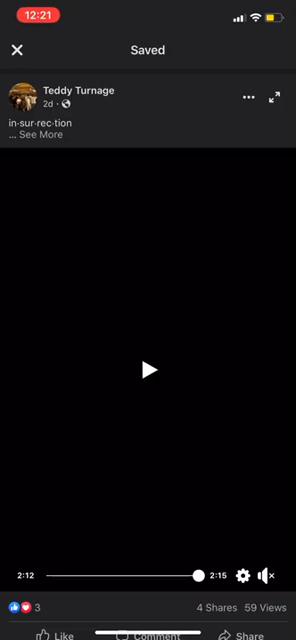 12:21
Saved
Teddy Turnage
2d ·
in·sur·rec·tion
... See More
2:12
2:15
3
4 Shares 59 Views
Like Comment Share